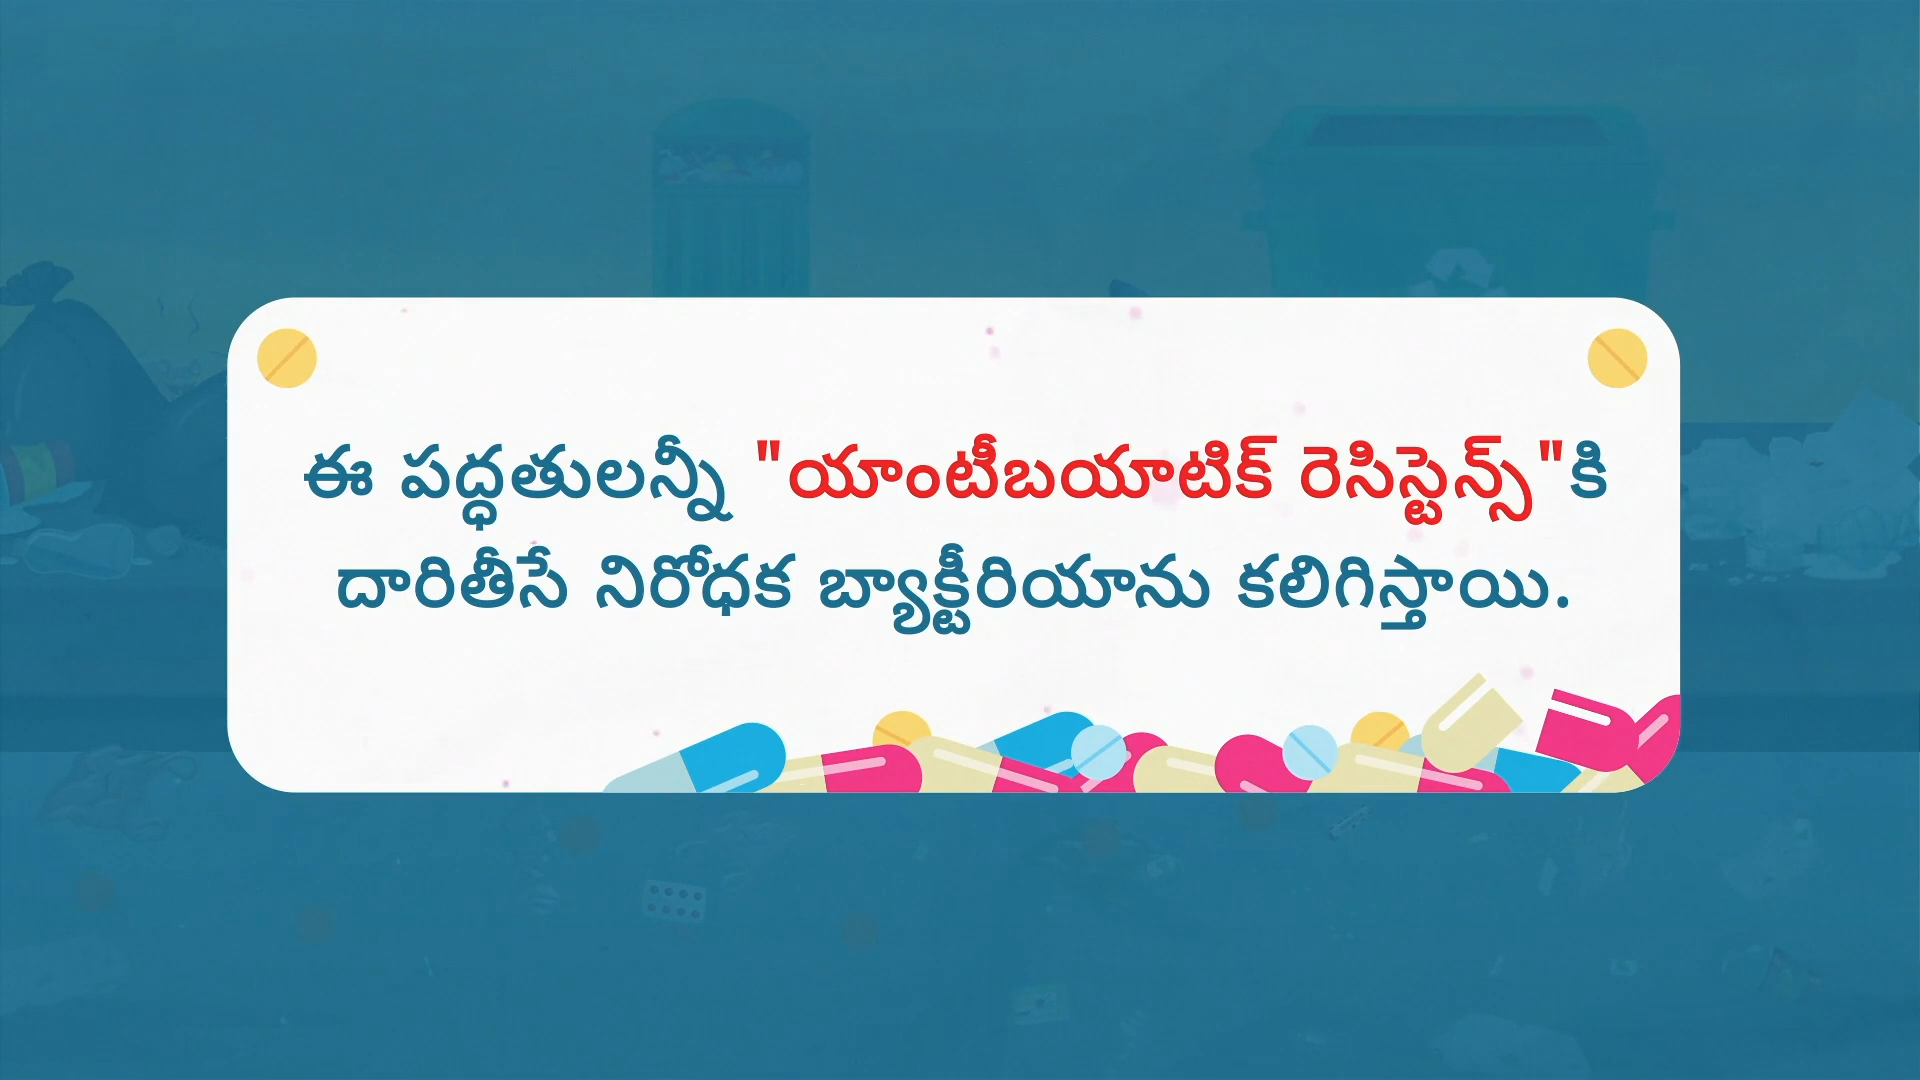 ఈ పద్ధతులన్నీ "యాంటీబయాటిక్ రెసిస్టెన్స్"కి
దారితీసే నిరోధక బ్యాక్టీరియాను కలిగిస్తాయి.